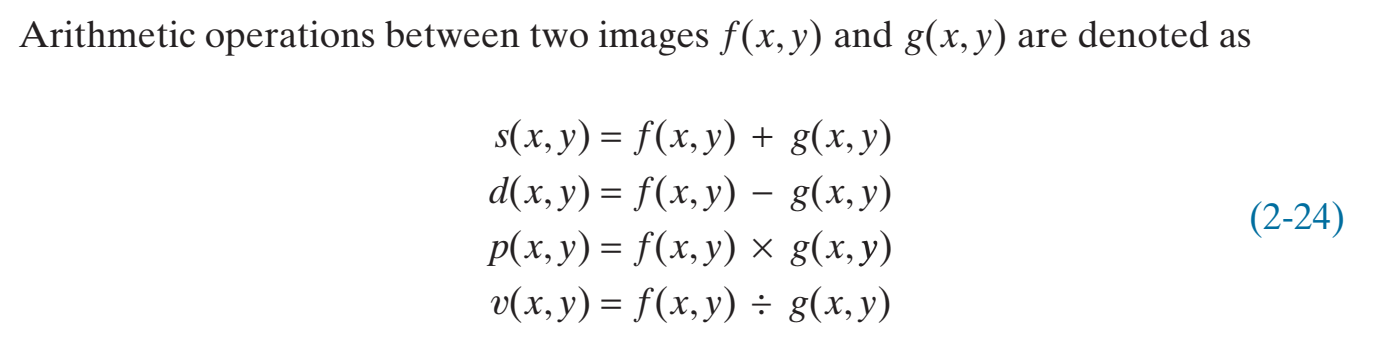 Arithmetic operations between two images f(x, y) and g(x, y) are denoted as
s(x, y) = f(x, y) + g(x, y)
d(x, y) = f(x, y) − g(x, y)
(2-24)
p(x, y) = f(x, y) × g(x, y)
v(x, y) = f(x, y) ÷ g(x, y)